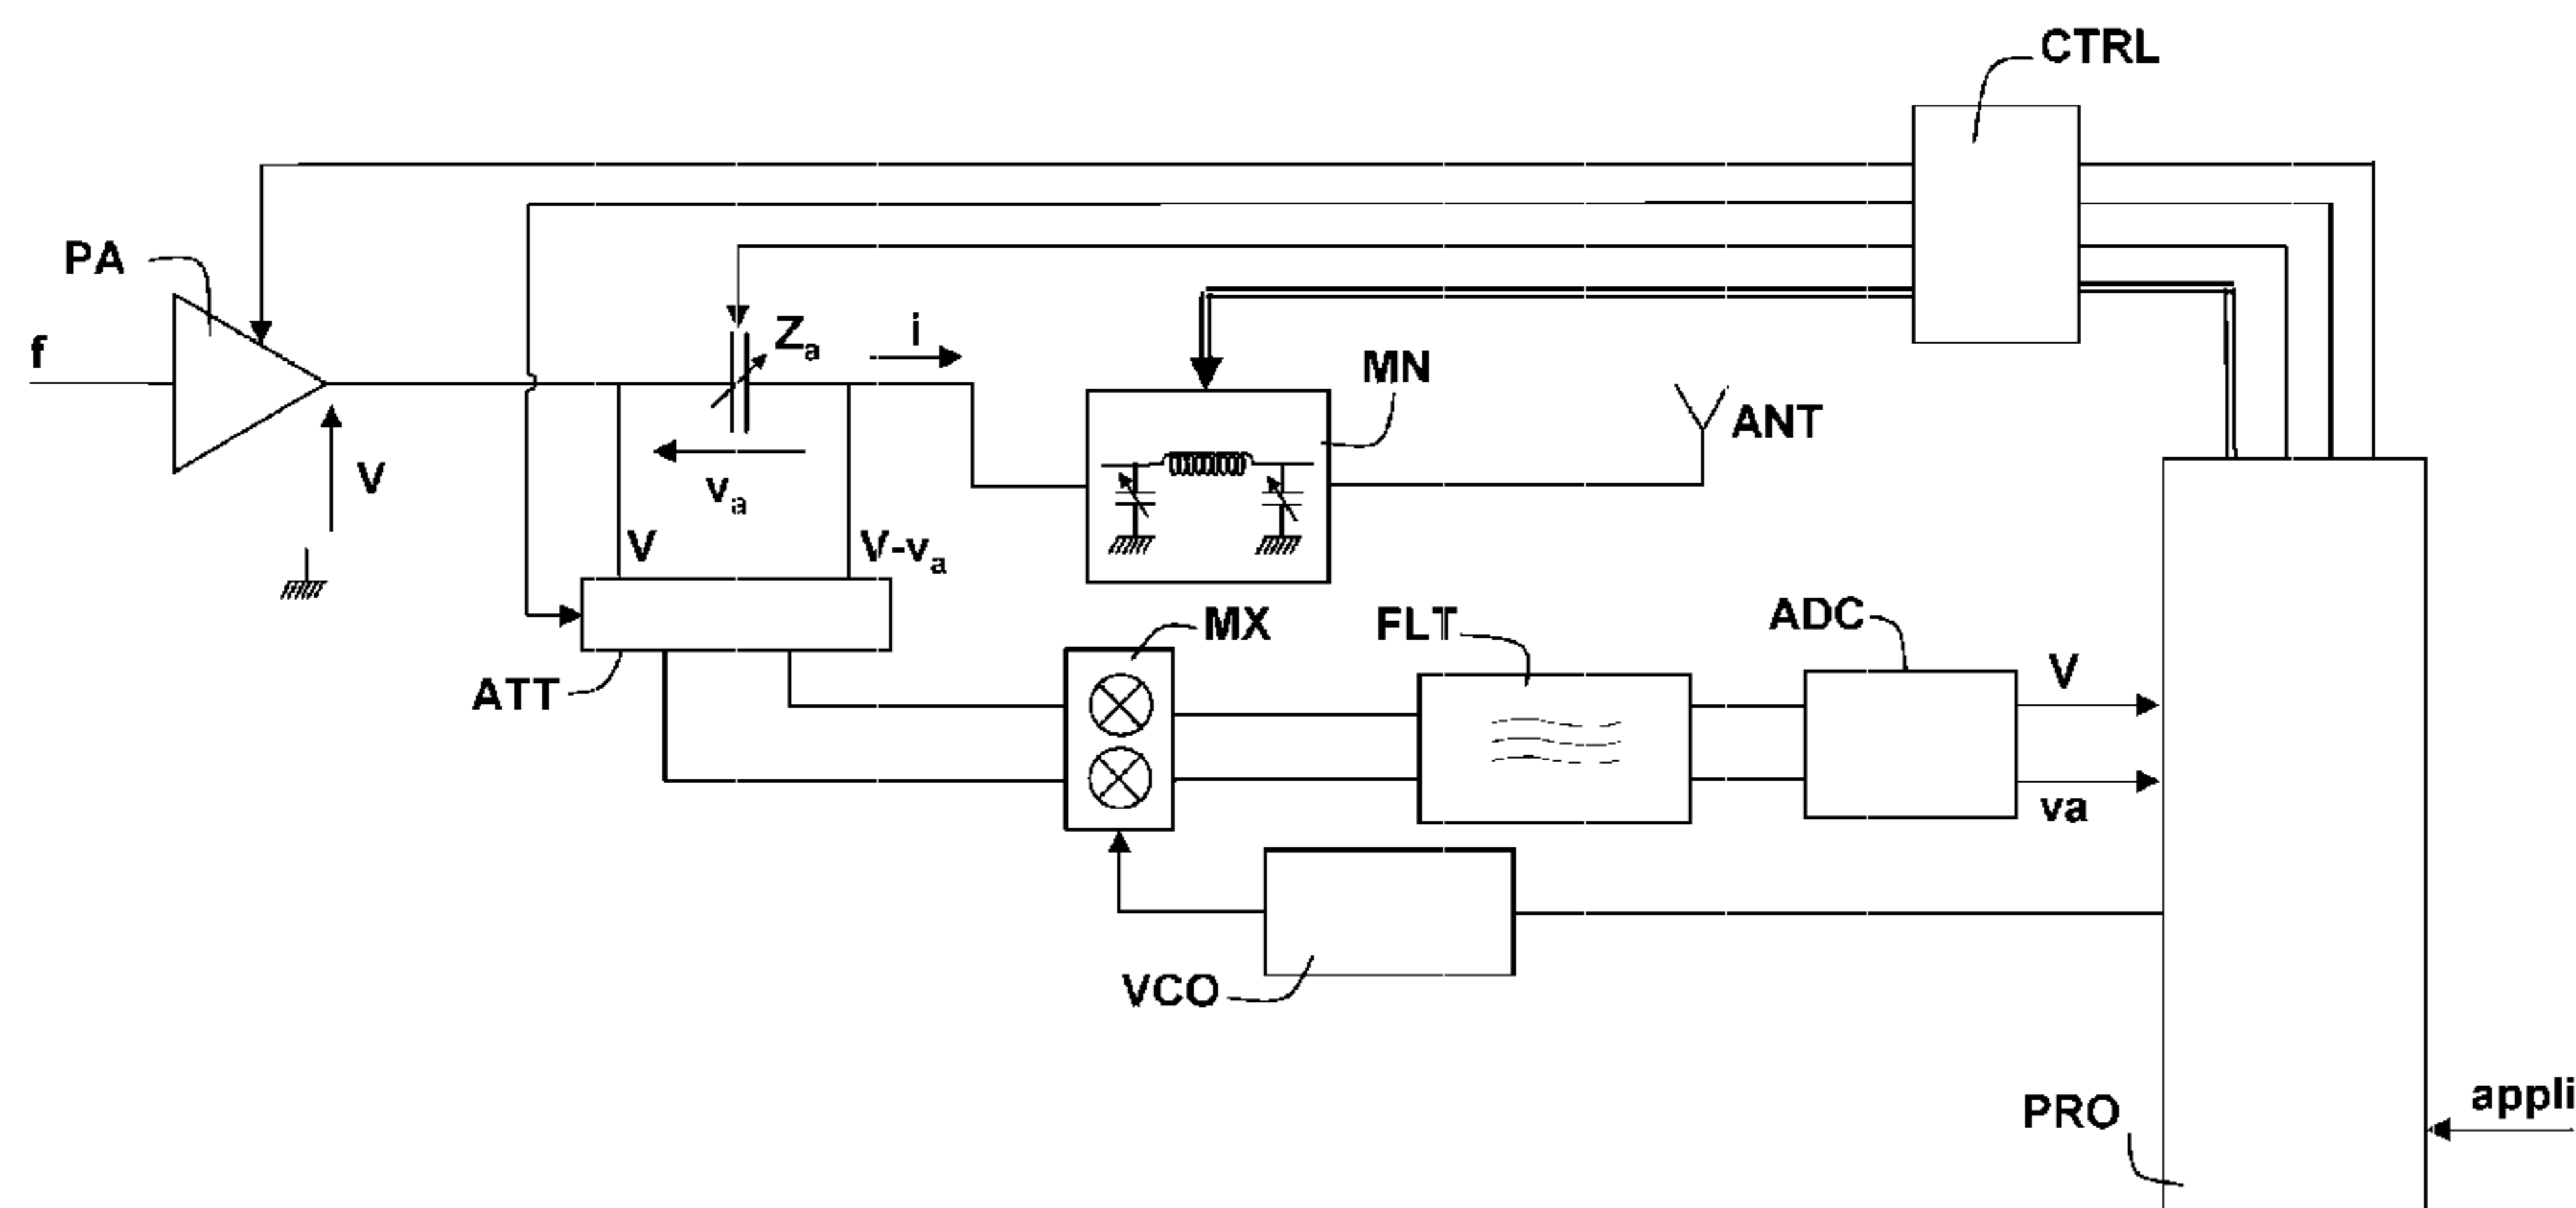 CTRL
PA
f
Za
i
MN
ANT
V
va
V
V-va
MX
FLT
ADC
V
ATT
va
VCO
PRO
appli